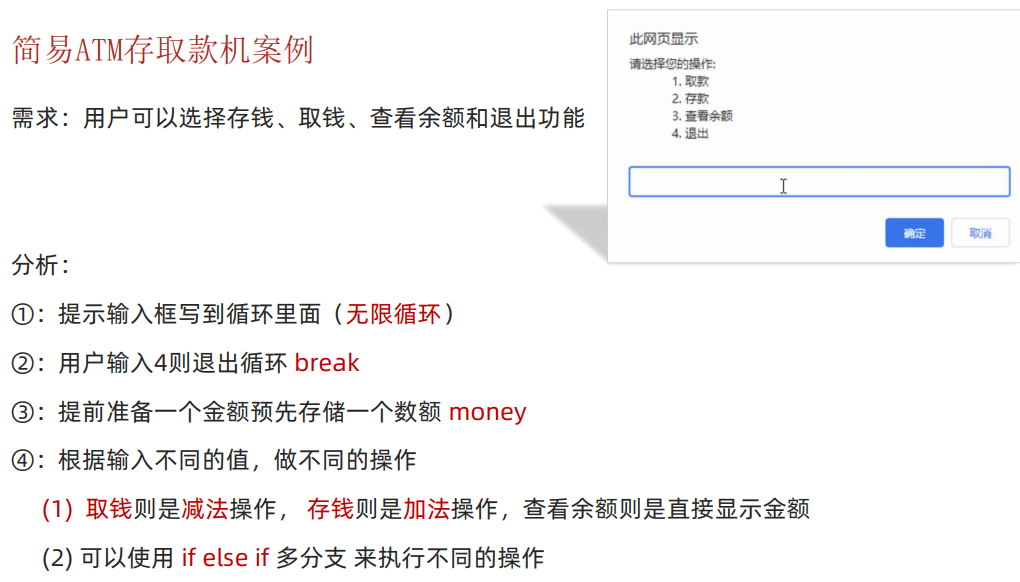 简易ATM存取款机案例
需求：用户可以选择存钱、取钱、查看余额和退出功能
此网页显示
请选择您的操作:
1. 取款
2. 存款
3. 查看余额
4. 退出
确定
取消
分析：
①：提示输入框写到循环里面（无限循环）
②：用户输入4则退出循环 break
③：提前准备一个金额预先存储一个数额 money
④：根据输入不同的值，做不同的操作
(1) 取钱则是减法操作， 存钱则是加法操作，查看余额则是直接显示金额
(2) 可以使用 if else if 多分支 来执行不同的操作